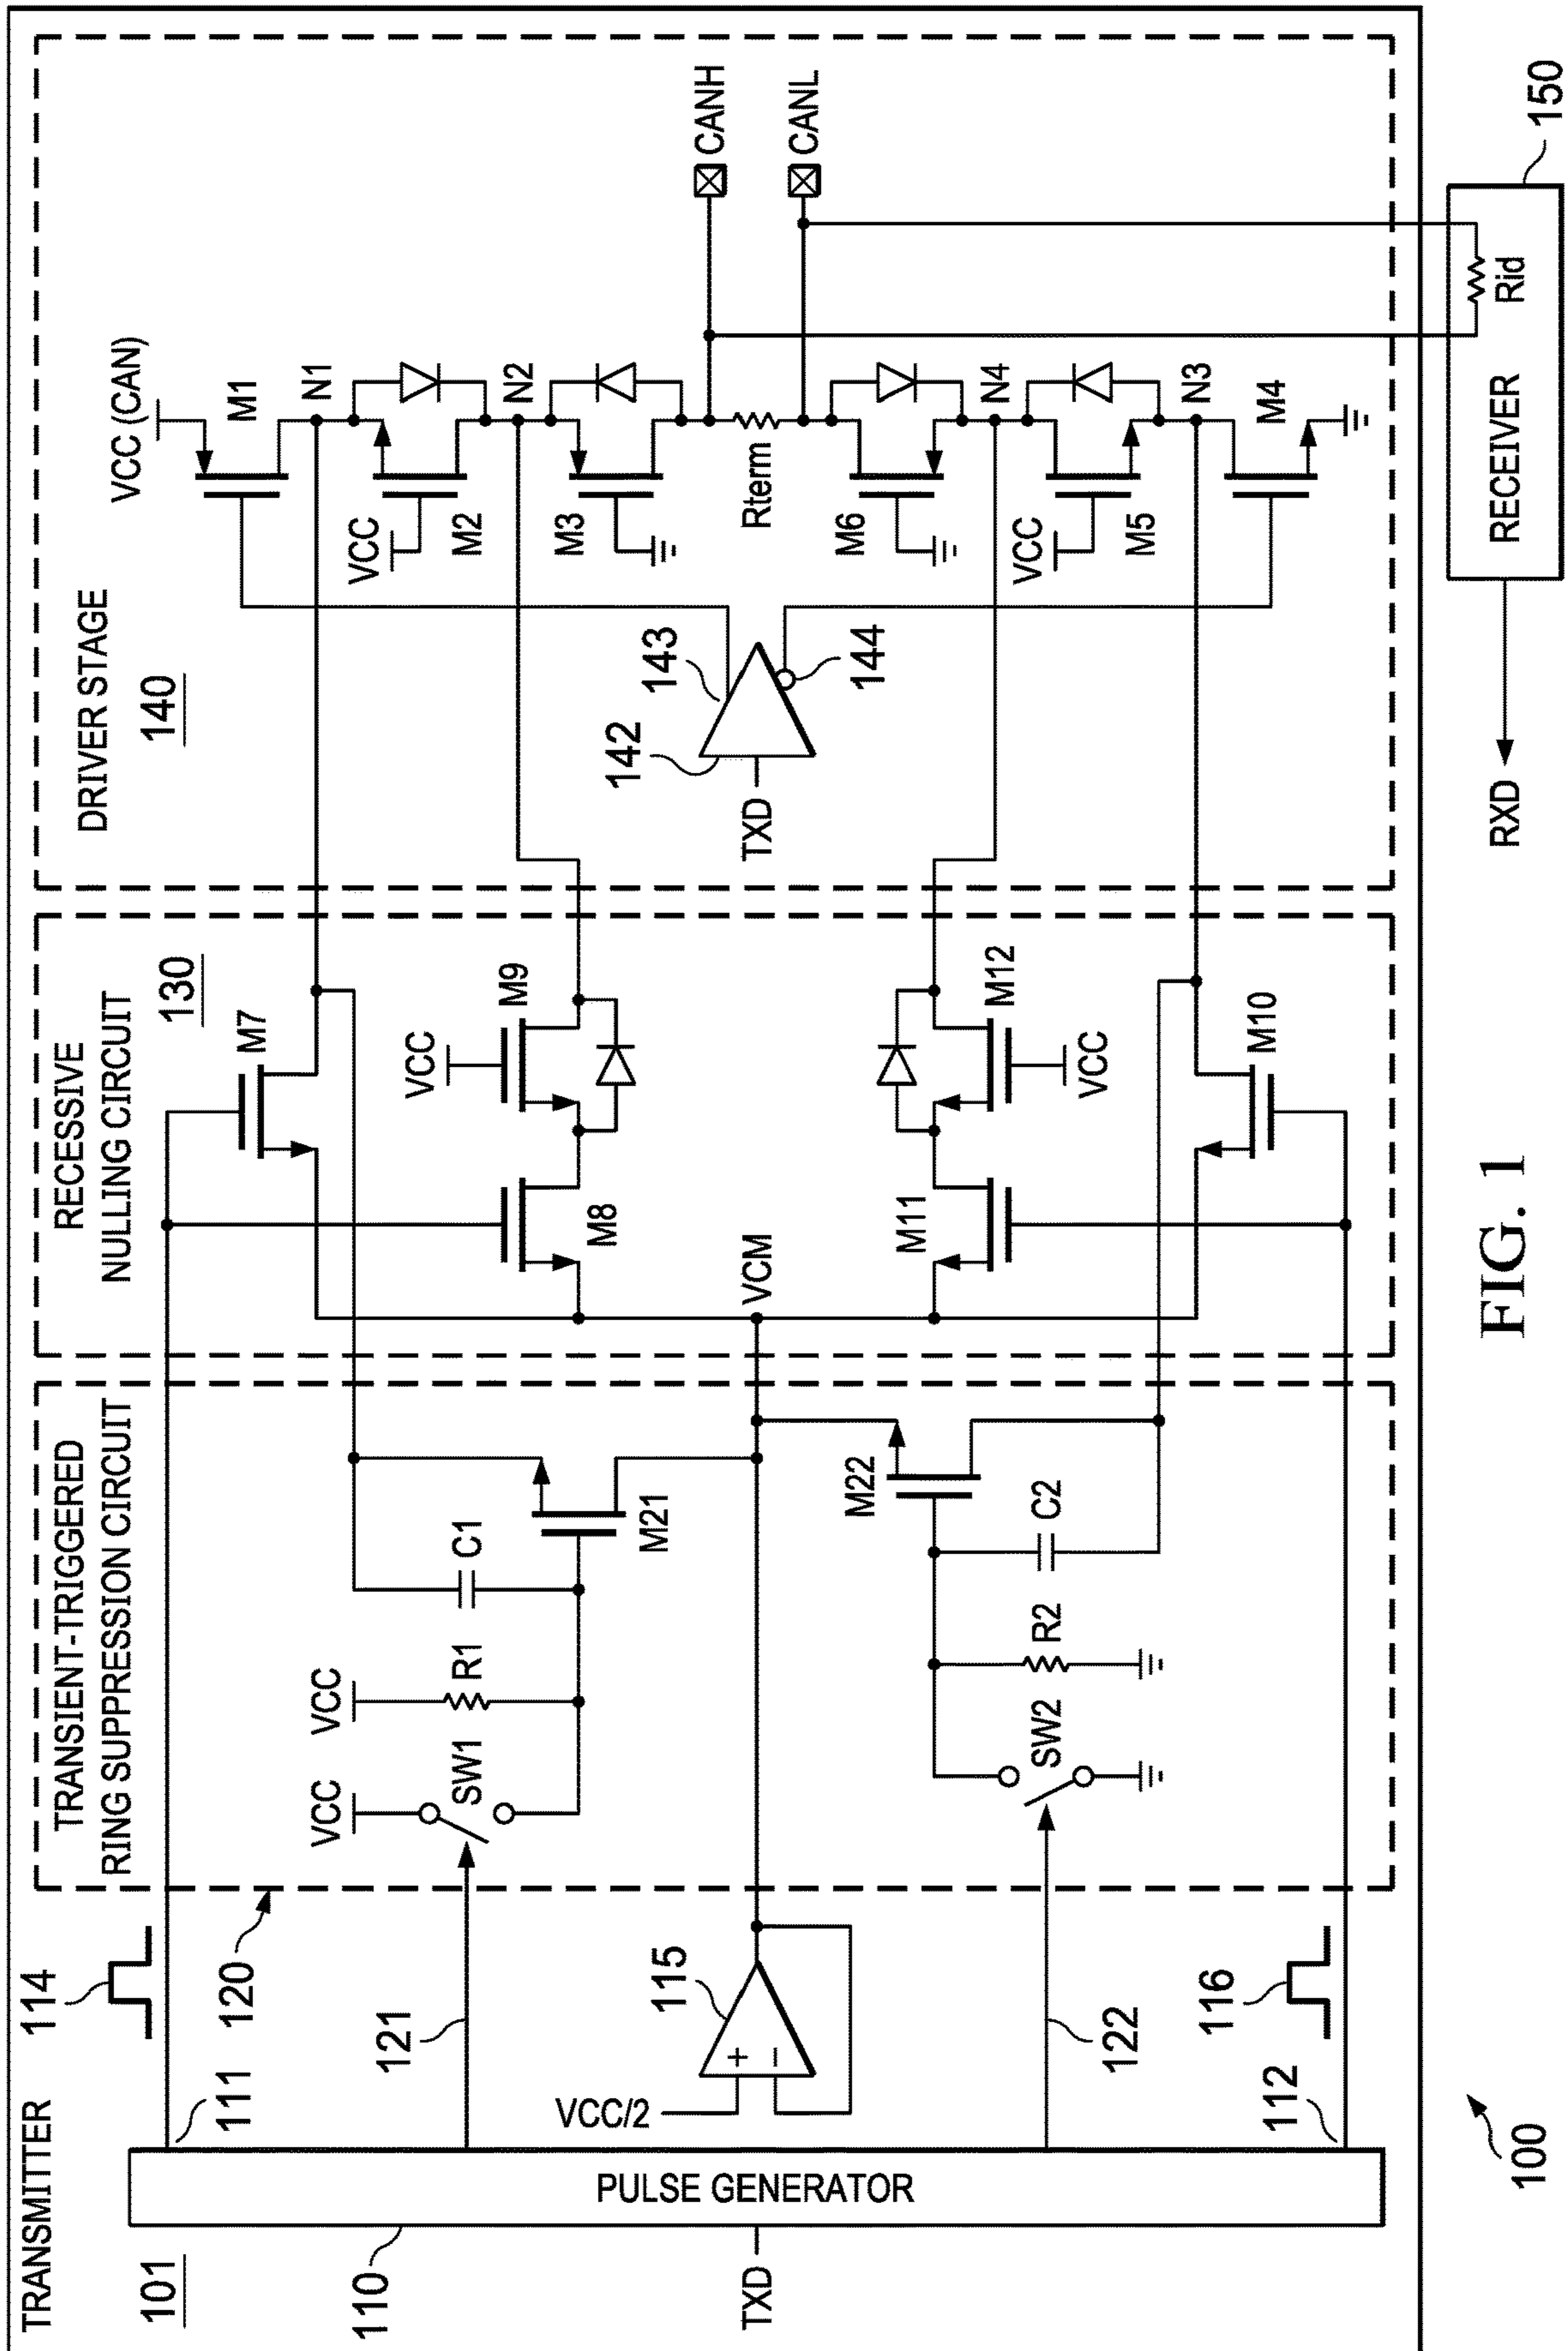 TRANSMITTER
101
TRANSIENT-TRIGGERED
RING SUPPRESSION CIRCUIT
120
RECESSIVE
NULLING CIRCUIT
130
DRIVER STAGE
140
114
111
121
VCC
VCC
SW1
R1
C1
M21
M7
VCC
M9
M8
VCC (CAN)
M1
N1
VCC
M2
N2
M3
Rterm
CANH
CANL
110
PULSE GENERATOR
TXD
VCC/2
+
-
115
VCM
TXD
142
143
144
122
SW2
R2
C2
M22
M11
M12
VCC
M10
M6
N4
VCC
M5
N3
M4
116
112
100
RXD
RECEIVER
Rid
150
FIG. 1